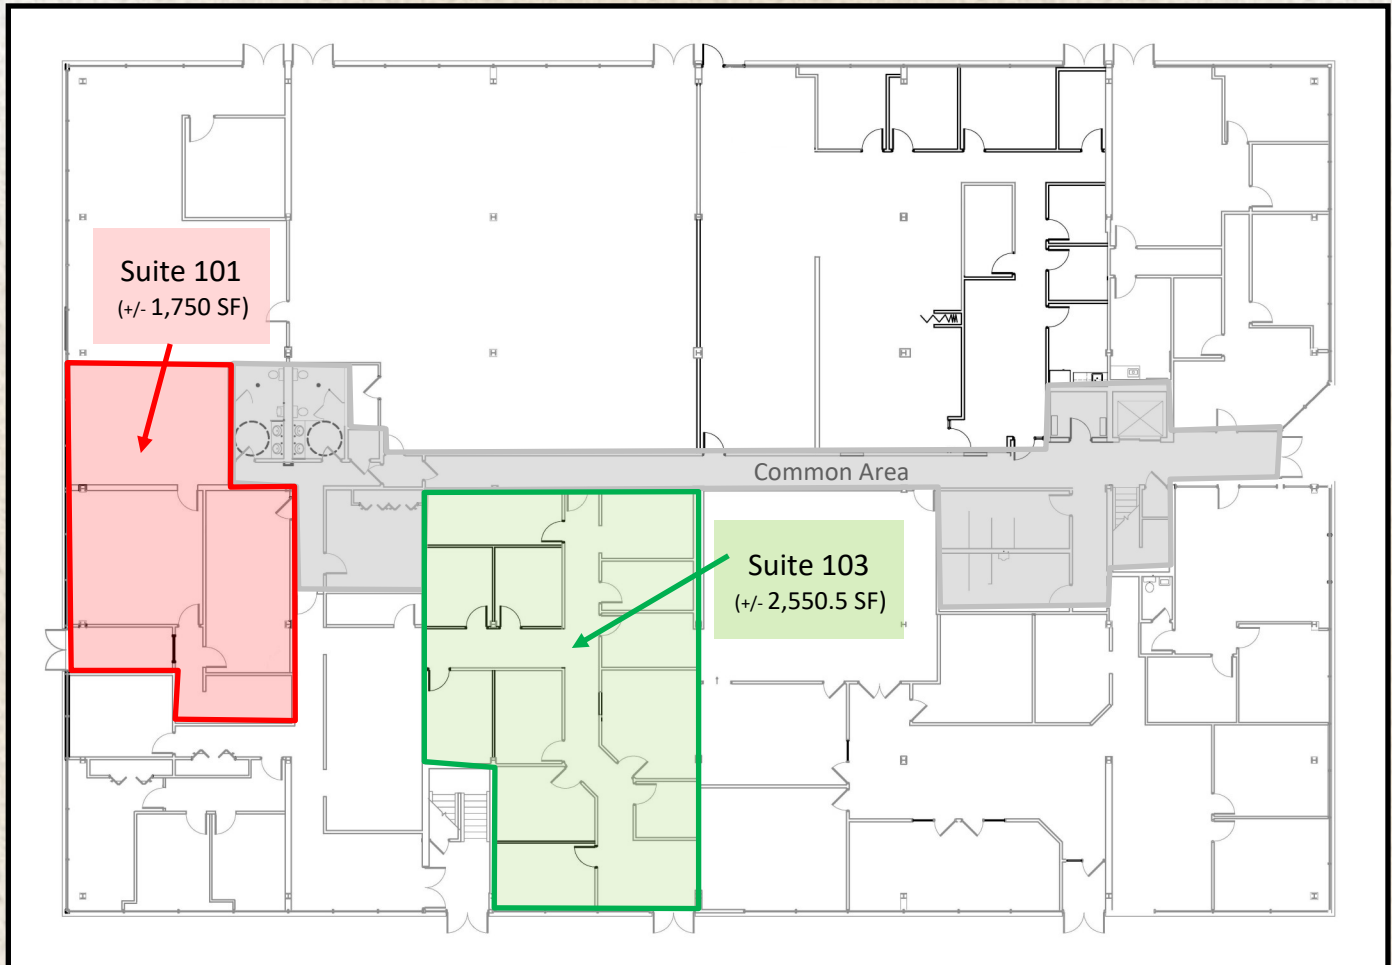 Suite 101
(+/- 1,750 SF)
Common Area
Suite 103
(+/- 2,550.5 SF)